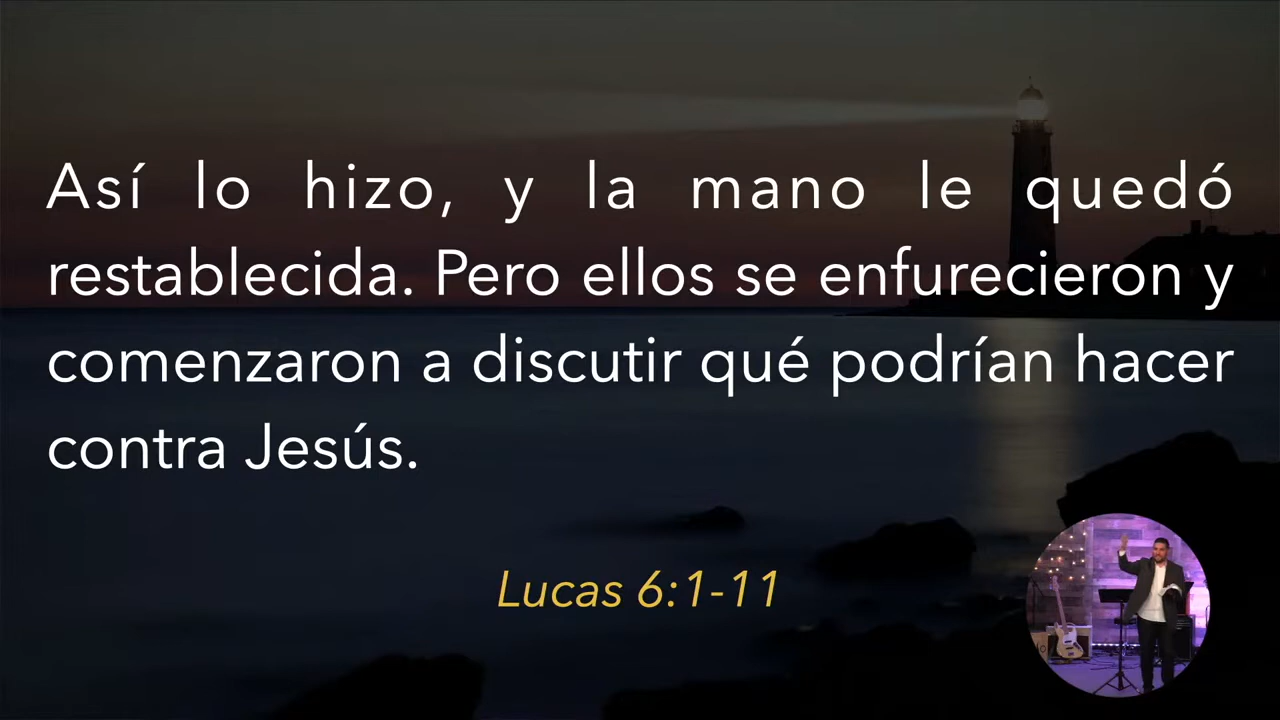 Así lo hizo, y la mano le quedó
restablecida. Pero ellos se enfurecieron y
comenzaron a discutir qué podrían hacer
contra Jesús.
Lucas 6:1-11